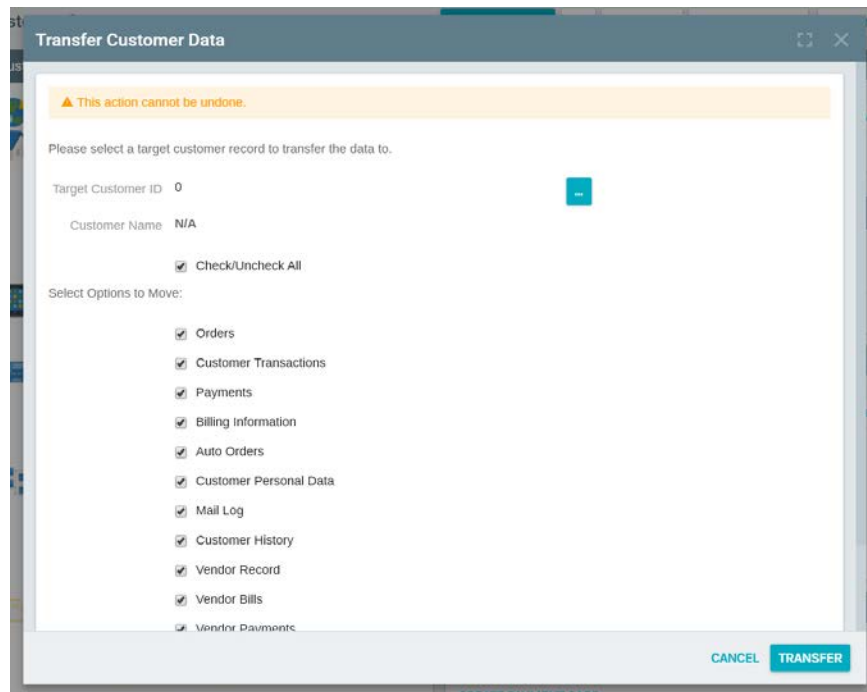 Transfer Customer Data
This action cannot be undone.
Please select a target customer record to transfer the data to.
Target Customer ID 0
...
Customer Name N/A
Check/Uncheck All
Select Options to Move:
Orders
Customer Transactions
Payments
Billing Information
Auto Orders
Customer Personal Data
Mail Log
Customer History
Vendor Record
Vendor Bills
Vendor Payments
CANCEL TRANSFER